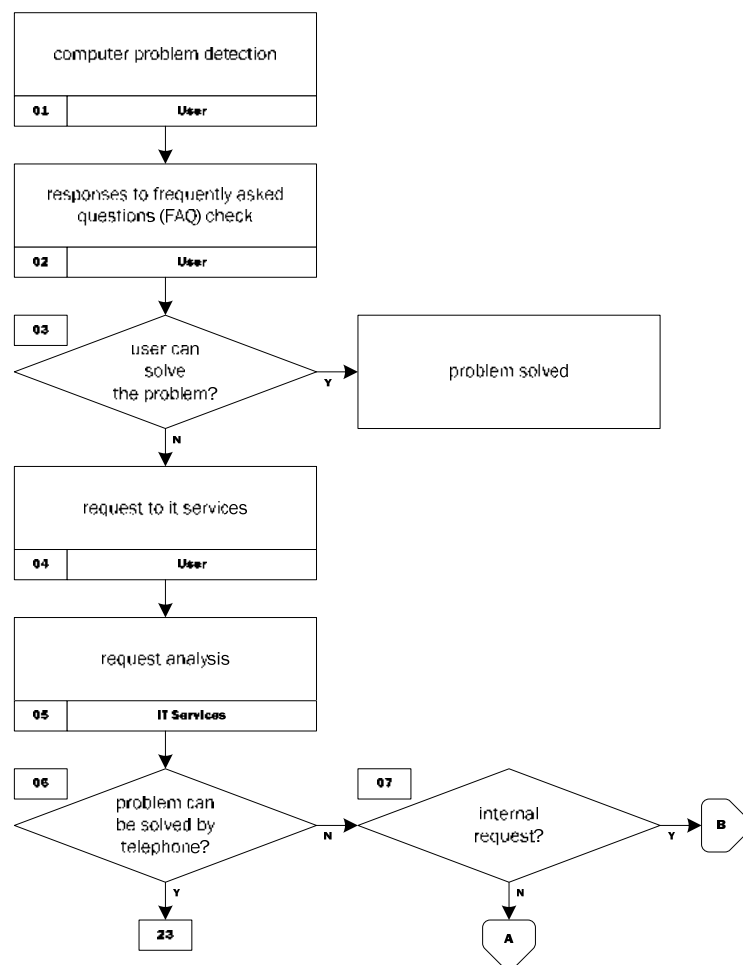 computer problem detection
01 User
responses to frequently asked
questions (FAQ) check
02 User
03
user can
solve
the problem?
Y
problem solved
N
request to it services
04 User
request analysis
05 IT Services
06
problem can
be solved by
telephone?
N
07
internal
request?
Y
B
Y
N
23
A